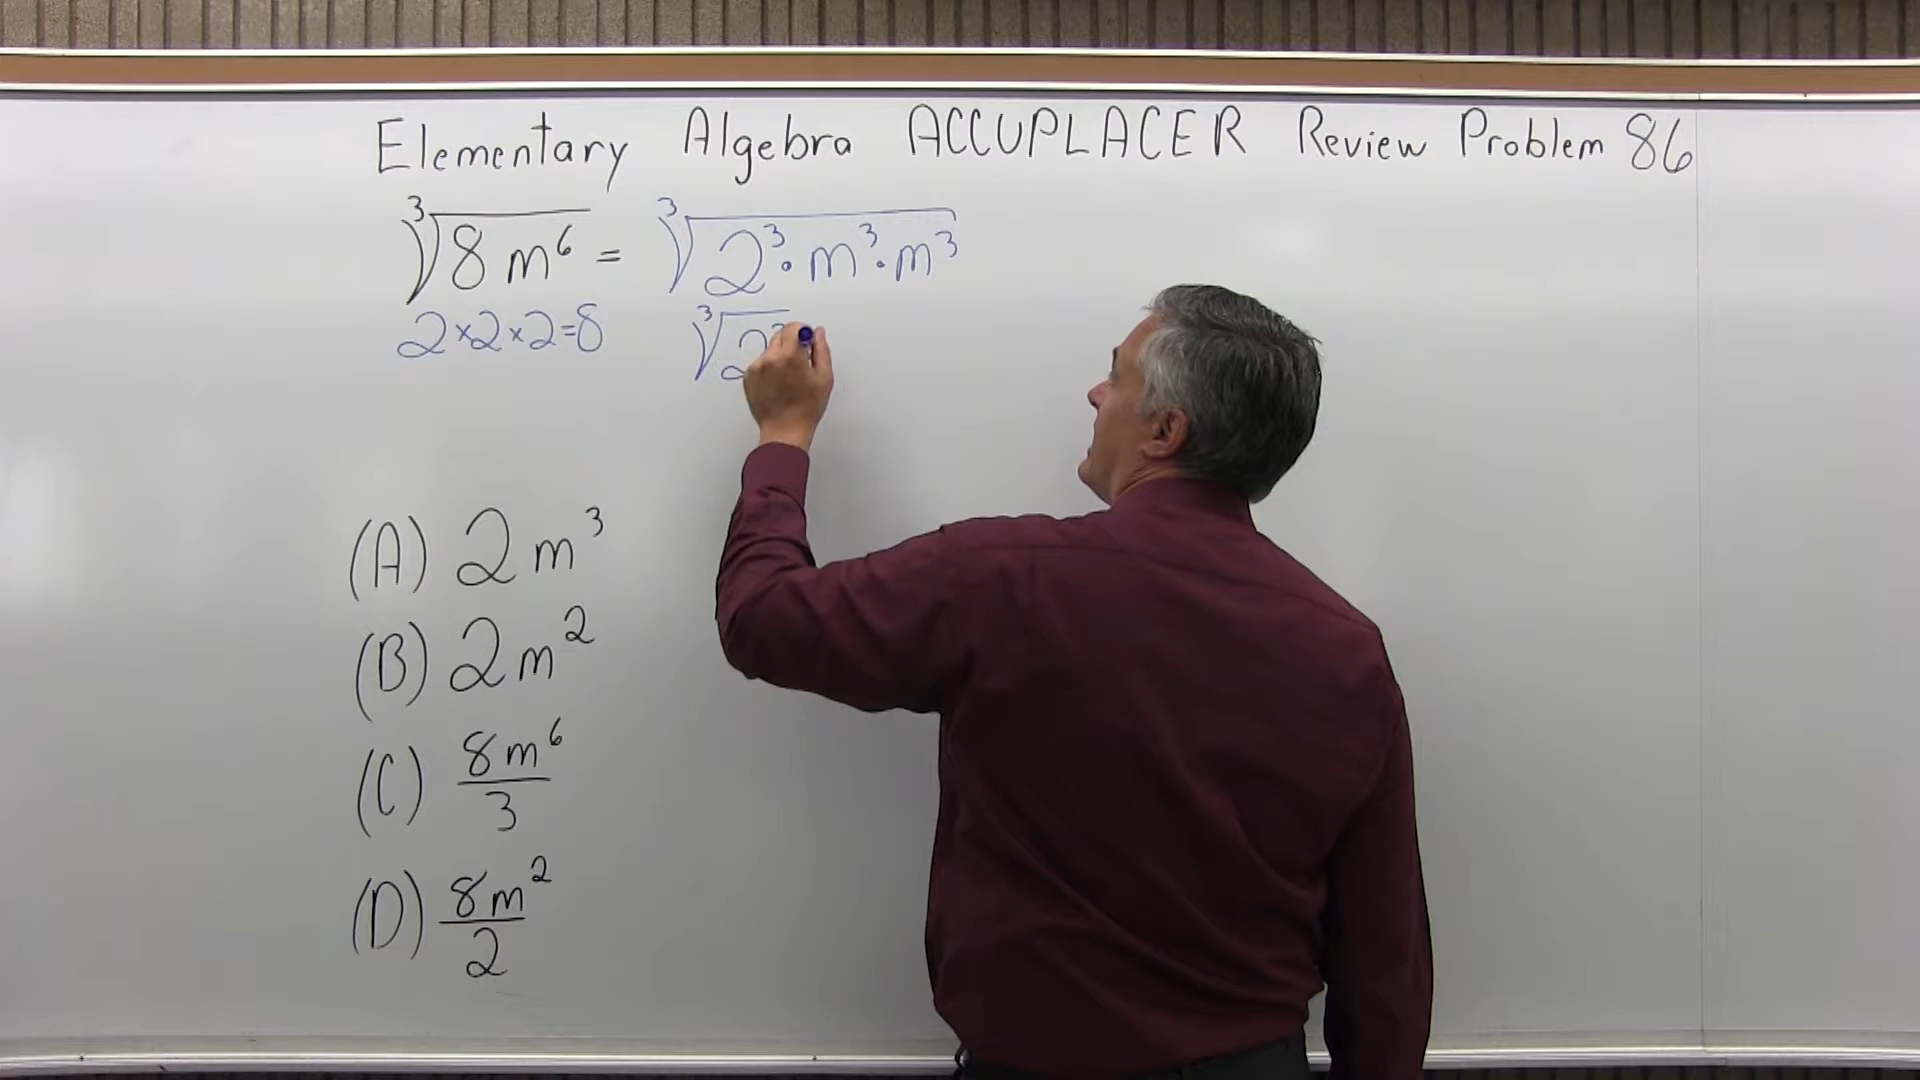 Elementary Algebra ACCUPLACER Review Problem 86
∛(8m⁶) = ∛(2³·m³·m³)
2×2×2=8 ∛2³
(A) 2m³
(B) 2m²
(C) 8m⁶/3
(D) 8m²/2